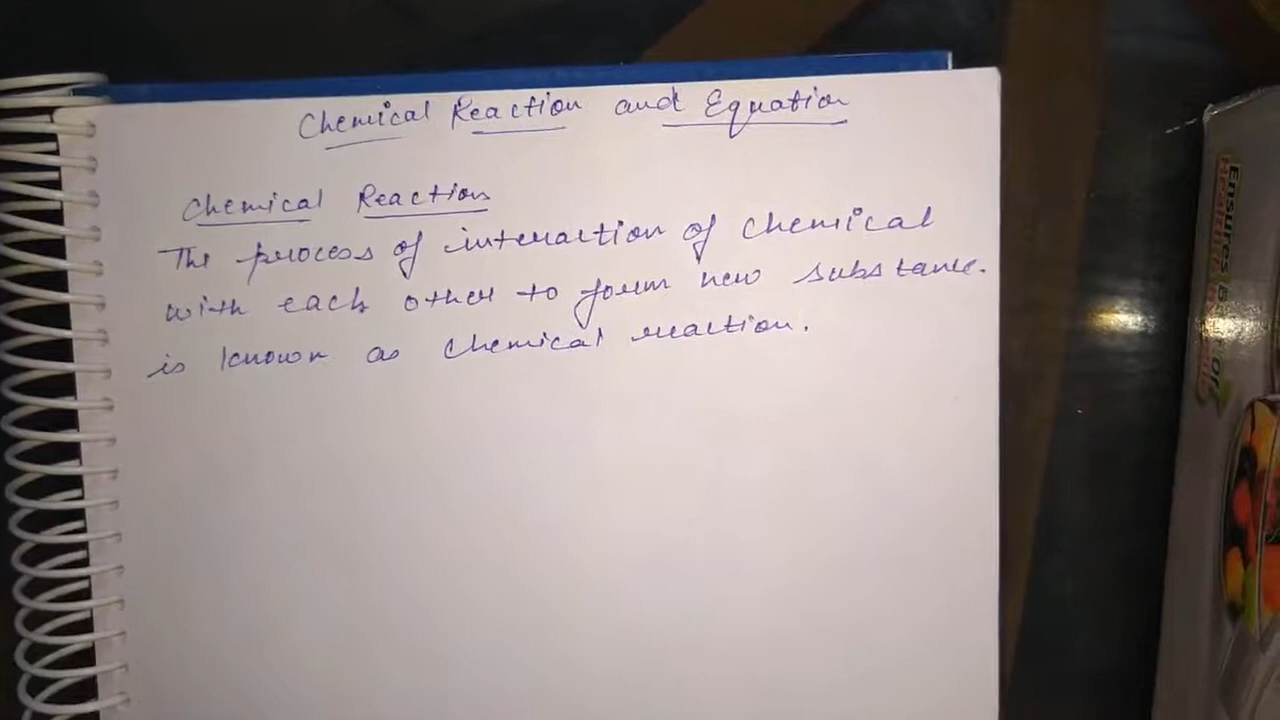 Chemical Reaction and Equation
Chemical Reaction
The process of interaction of chemical
with each other to form new substance.
is known as chemical reaction.
Ensures B